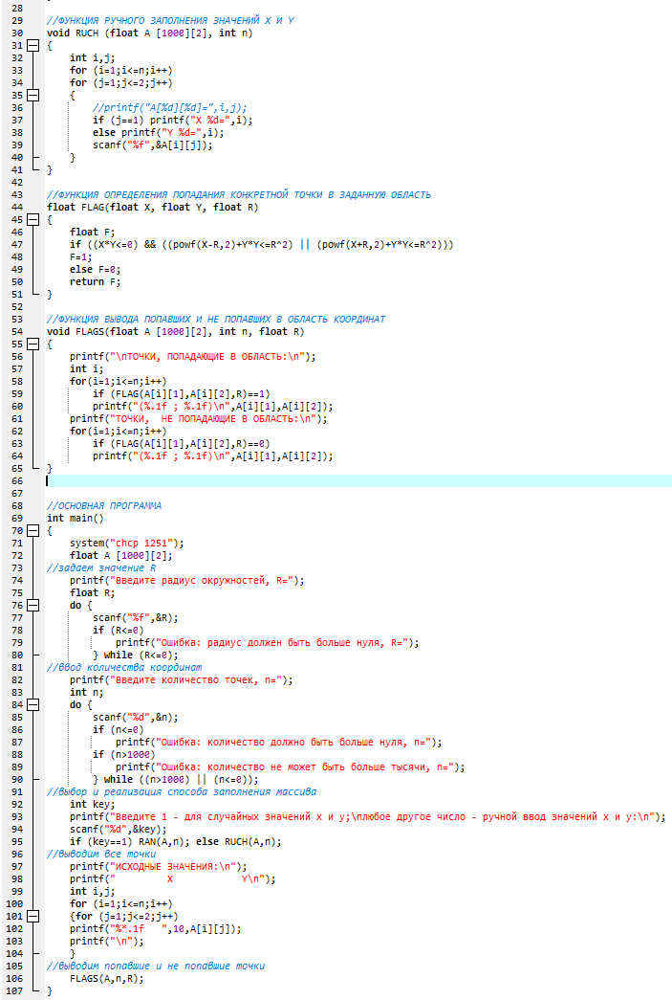 28
29 //ФУНКЦИЯ РУЧНОГО ЗАПОЛНЕНИЯ ЗНАЧЕНИЙ X И Y
30 void RUCH (float A [1000][2], int n)
31 {
32 int i,j;
33 for (i=1;i<=n;i++)
34 for (j=1;j<=2;j++)
35 {
36 //printf("A[%d][%d]=",i,j);
37 if (j==1) printf("X %d=",i);
38 else printf("Y %d=",i);
39 scanf("%f",&A[i][j]);
40 }
41 }
42
43 //ФУНКЦИЯ ОПРЕДЕЛЕНИЯ ПОПАДАНИЯ КОНКРЕТНОЙ ТОЧКИ В ЗАДАННУЮ ОБЛАСТЬ
44 float FLAG(float X, float Y, float R)
45 {
46 float F;
47 if ((X*Y<=0) && ((powf(X-R,2)+Y*Y<=R^2) || (powf(X+R,2)+Y*Y<=R^2)))
48 F=1;
49 else F=0;
50 return F;
51 }
52
53 //ФУНКЦИЯ ВЫВОДА ПОПАВШИХ И НЕ ПОПАВШИХ В ОБЛАСТЬ КООРДИНАТ
54 void FLAGS(float A [1000][2], int n, float R)
55 {
56 printf("\nТОЧКИ, ПОПАДАЮЩИЕ В ОБЛАСТЬ:\n");
57 int i;
58 for(i=1;i<=n;i++)
59 if (FLAG(A[i][1],A[i][2],R)==1)
60 printf("(%.1f ; %.1f)\n",A[i][1],A[i][2]);
61 printf("ТОЧКИ,  НЕ ПОПАДАЮЩИЕ В ОБЛАСТЬ:\n");
62 for(i=1;i<=n;i++)
63 if (FLAG(A[i][1],A[i][2],R)==0)
64 printf("(%.1f ; %.1f)\n",A[i][1],A[i][2]);
65 }
66
67
68 //ОСНОВНАЯ ПРОГРАММА
69 int main()
70 {
71 system("chcp 1251");
72 float A [1000][2];
73 //задаем значение R
74 printf("Введите радиус окружностей, R=");
75 float R;
76 do {
77 scanf("%f",&R);
78 if (R<=0)
79 printf("Ошибка: радиус должен быть больше нуля, R=");
80 } while (R<=0);
81 //ввод количества координат
82 printf("Введите количество точек, n=");
83 int n;
84 do {
85 scanf("%d",&n);
86 if (n<=0)
87 printf("Ошибка: количество должно быть больше нуля, n=");
88 if (n>1000)
89 printf("Ошибка: количество не может быть больше тысячи, n=");
90 } while ((n>1000) || (n<=0));
91 //выбор и реализация способа заполнения массива
92 int key;
93 printf("Введите 1 - для случайных значений x и y;\nлюбое другое число - ручной ввод значений x и y:\n");
94 scanf("%d",&key);
95 if (key==1) RAN(A,n); else RUCH(A,n);
96 //выводим все точки
97 printf("ИСХОДНЫЕ ЗНАЧЕНИЯ:\n");
98 printf("         X            Y\n");
99 int i,j;
100 for (i=1;i<=n;i++)
101 {for (j=1;j<=2;j++)
102 printf("%*.1f   ",10,A[i][j]);
103 printf("\n");
104 }
105 //выводим попавшие и не попавшие точки
106 FLAGS(A,n,R);
107 }